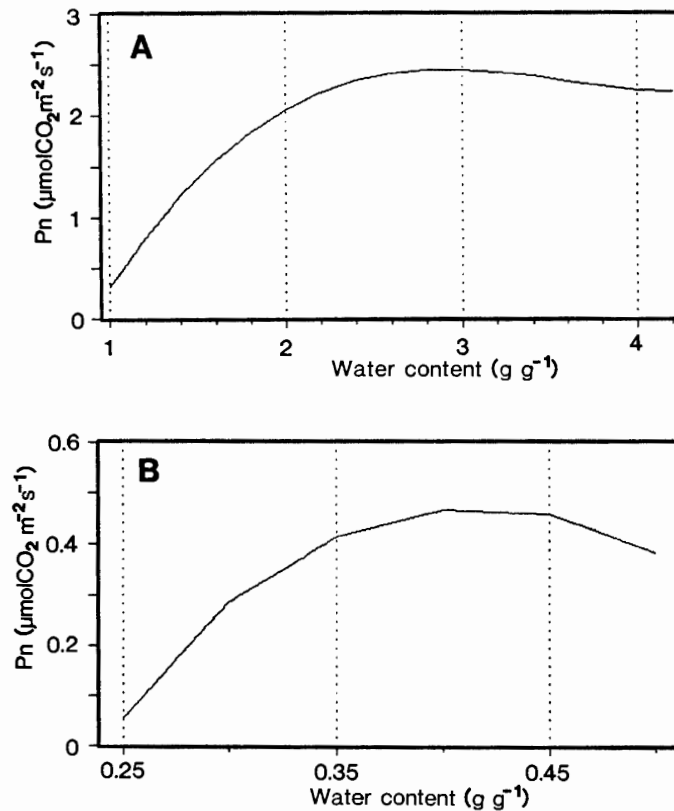 A
Pn (μmolCO₂m⁻²s⁻¹)
3
2
1
0
1 2 3 4
Water content (g g⁻¹)
B
Pn (μmolCO₂ m⁻²s⁻¹)
0.6
0.4
0.2
0
0.25 0.35 0.45
Water content (g g⁻¹)